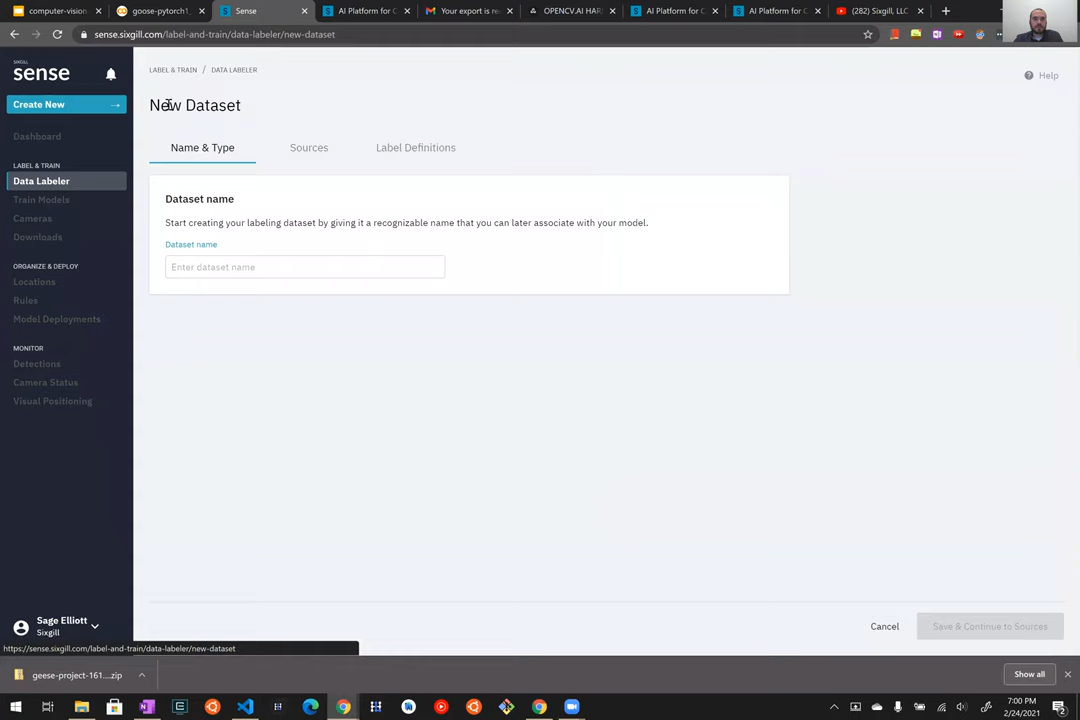 computer-vision
goose-pytorch1_
Sense
AI Platform for C
Your export is re
OPENCV.AI HAR
AI Platform for C
AI Platform for C
(282) Sixgill, LLC
sense.sixgill.com/label-and-train/data-labeler/new-dataset
SIXGILL
sense
Create New →
Dashboard
LABEL & TRAIN
Data Labeler
Train Models
Cameras
Downloads
ORGANIZE & DEPLOY
Locations
Rules
Model Deployments
MONITOR
Detections
Camera Status
Visual Positioning
Sage Elliott
Sixgill
LABEL & TRAIN / DATA LABELER
Help
New Dataset
Name & Type
Sources
Label Definitions
Dataset name
Start creating your labeling dataset by giving it a recognizable name that you can later associate with your model.
Dataset name
Enter dataset name
Cancel
Save & Continue to Sources
https://sense.sixgill.com/label-and-train/data-labeler/new-dataset
geese-project-161....zip
Show all
7:00 PM
2/24/2021
2